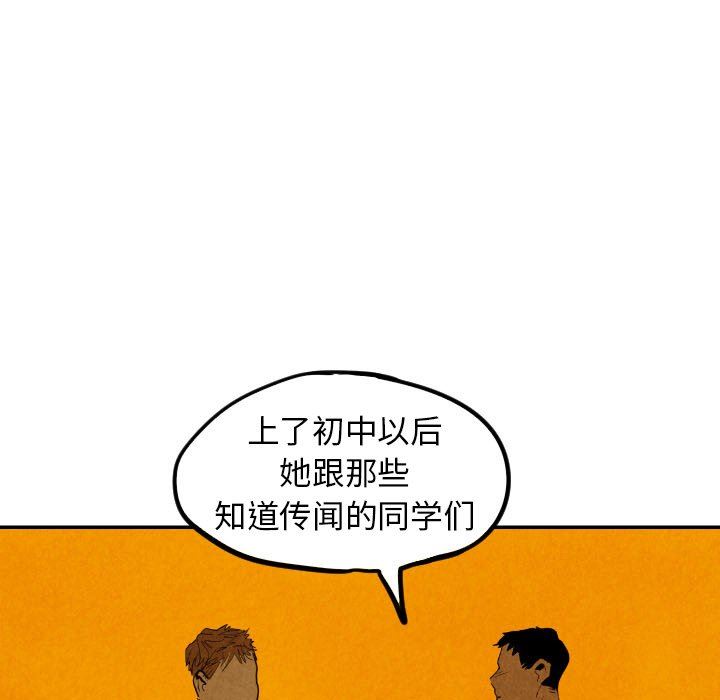 上了初中以后
她跟那些
知道传闻的同学们